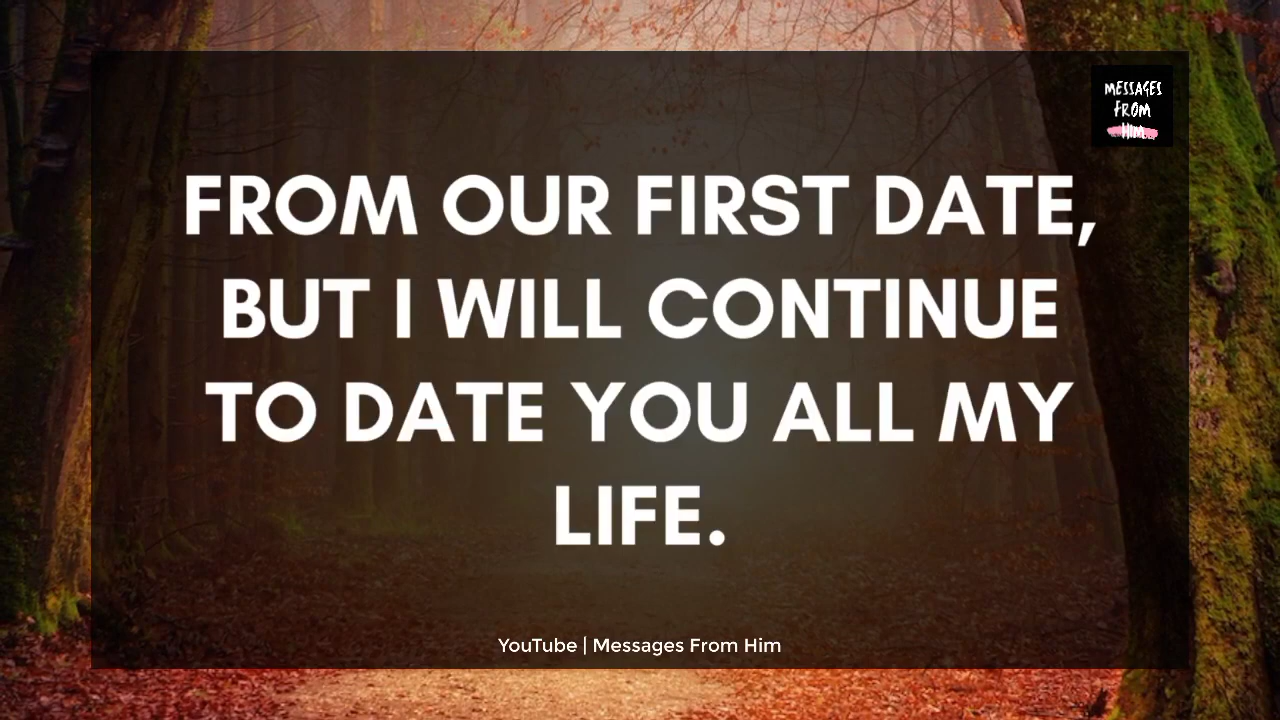 MESSAGES
FROM
HIM...
FROM OUR FIRST DATE,
BUT I WILL CONTINUE
TO DATE YOU ALL MY
LIFE.
YouTube | Messages From Him